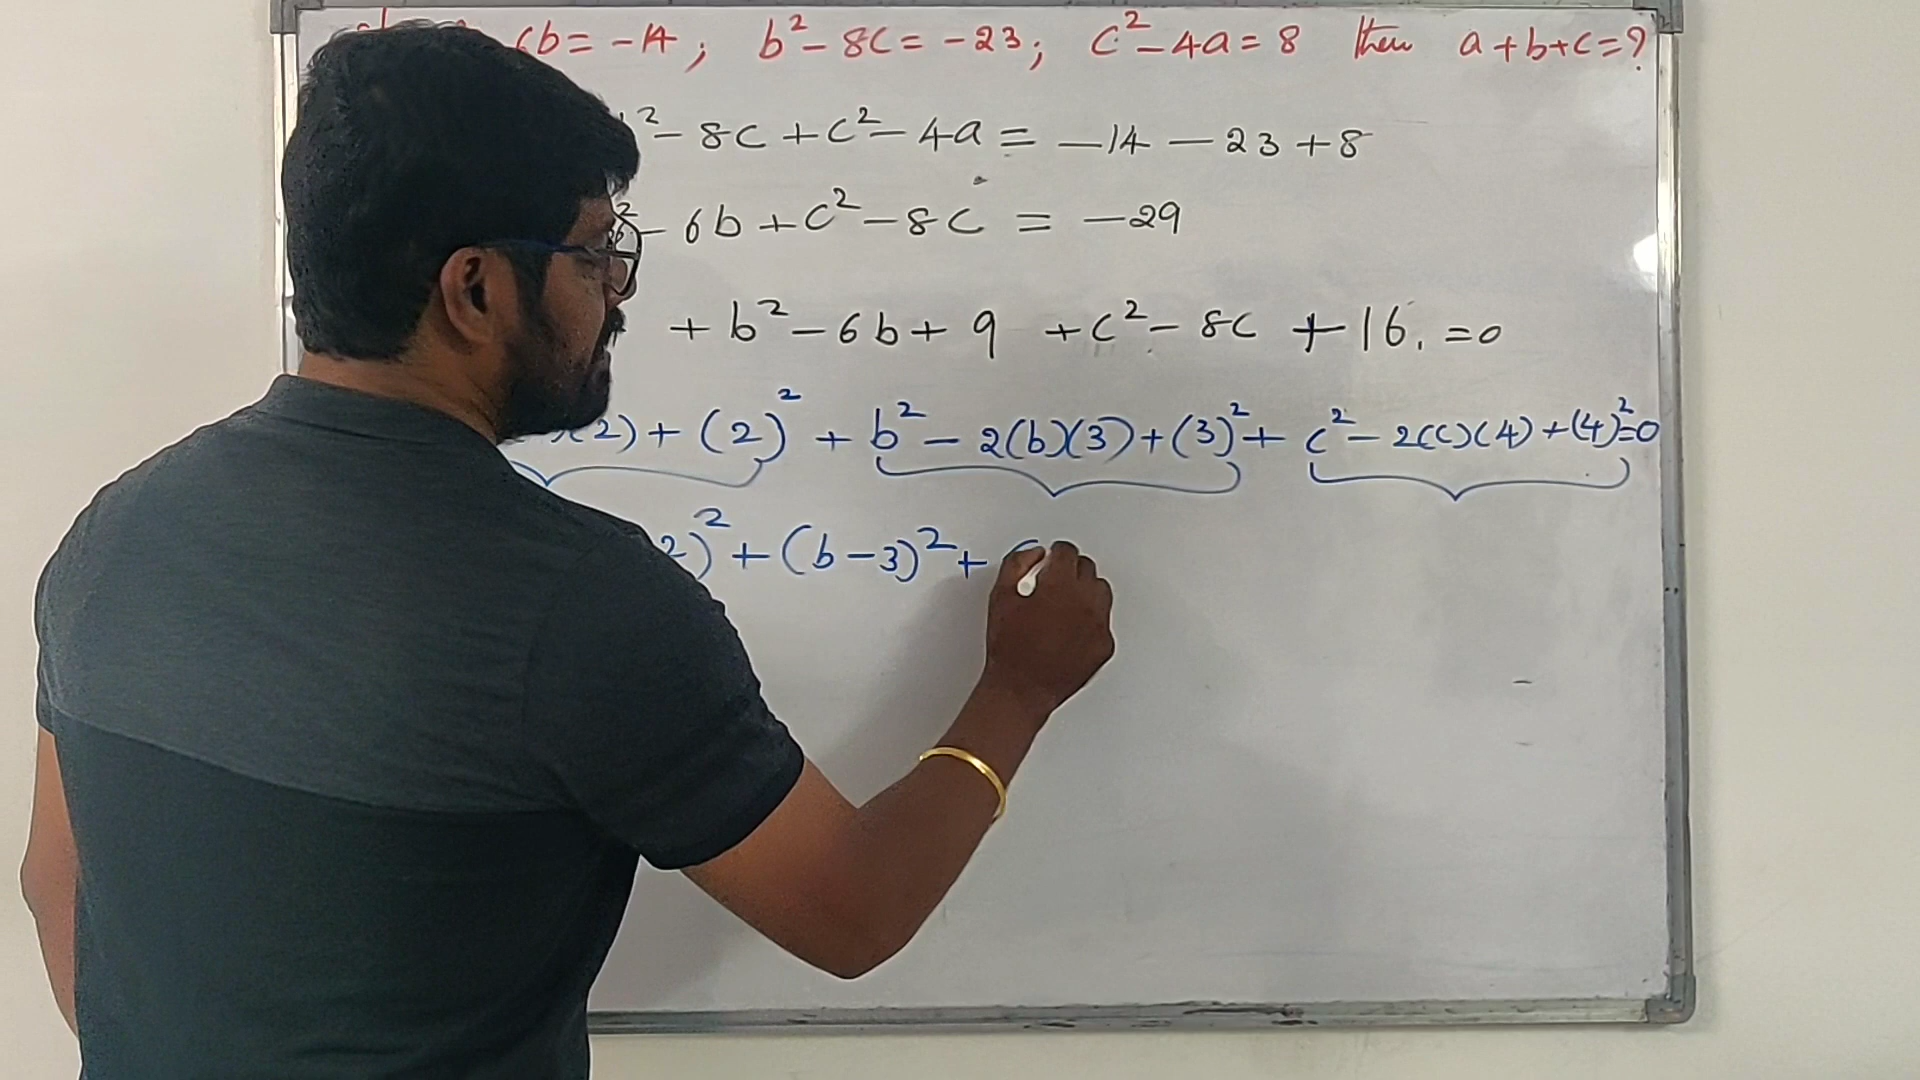 6b = -14 ; b² - 8c = -23 ; c² - 4a = 8 then a + b + c = ?
² - 8c + c² - 4a = -14 - 23 + 8
² - 6b + c² - 8c = -29
+ b² - 6b + 9 + c² - 8c + 16 . = 0
)(2) + (2)² + b² - 2(b)(3) + (3)² + c² - 2(c)(4) + (4)² = 0
2)² + (b - 3)² + (